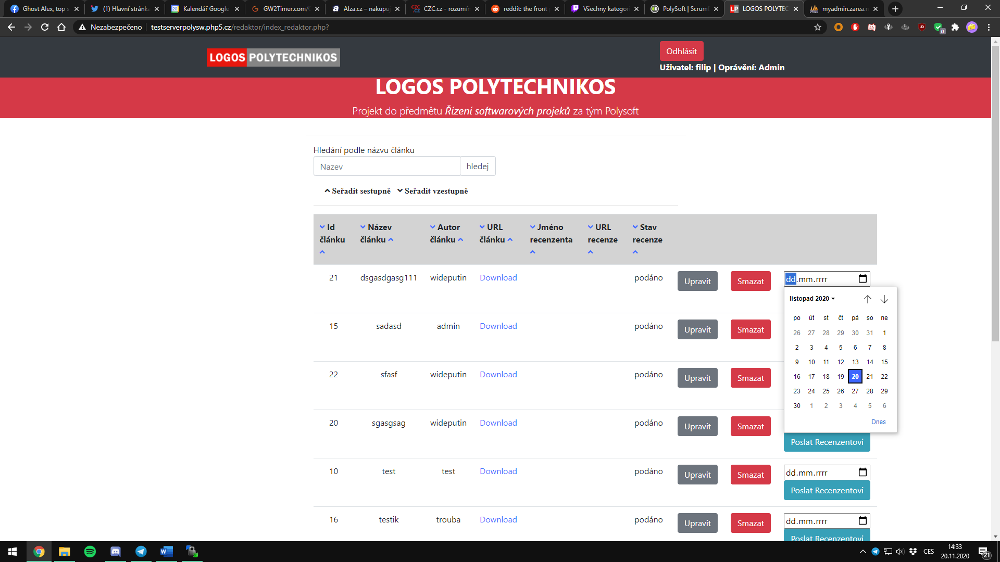 Ghost Alex, top s
(1) Hlavní stránka
Kalendář Google
GW2Timer.com/
Alza.cz – nakupu
CZC.cz - rozumín
reddit: the front
Všechny kategor
PolySoft | Scrum
LOGOS POLYTEC
myadmin.zarea.n
Nezabezpečeno
testserverpolysw.php5.cz/redaktor/index_redaktor.php?
LOGOS POLYTECHNIKOS
Odhlásit
Uživatel: filip | Oprávění: Admin
LOGOS POLYTECHNIKOS
Projekt do předmětu Řízení softwarových projeků za tým Polysoft
Hledání podle názvu článku
Nazev
hledej
Seřadit sestupně
Seřadit vzestupně
Id článku
Název článku
Autor článku
URL článku
Jméno recenzenta
URL recenze
Stav recenze
21 dsgasdgasg111 wideputin Download podáno Upravit Smazat dd.mm.rrrr
15 sadasd admin Download podáno Upravit Smazat
22 sfasf wideputin Download podáno Upravit Smazat
20 sgasgsag wideputin Download podáno Upravit Smazat
Poslat Recenzentovi
10 test test Download podáno Upravit Smazat dd.mm.rrrr
Poslat Recenzentovi
16 testik trouba Download podáno Upravit Smazat dd.mm.rrrr
Poslat Recenzentovi
listopad 2020
po út st čt pá so ne
26 27 28 29 30 31 1
2 3 4 5 6 7 8
9 10 11 12 13 14 15
16 17 18 19 20 21 22
23 24 25 26 27 28 29
30 1 2 3 4 5 6
Dnes
CES
14:33
20.11.2020
21